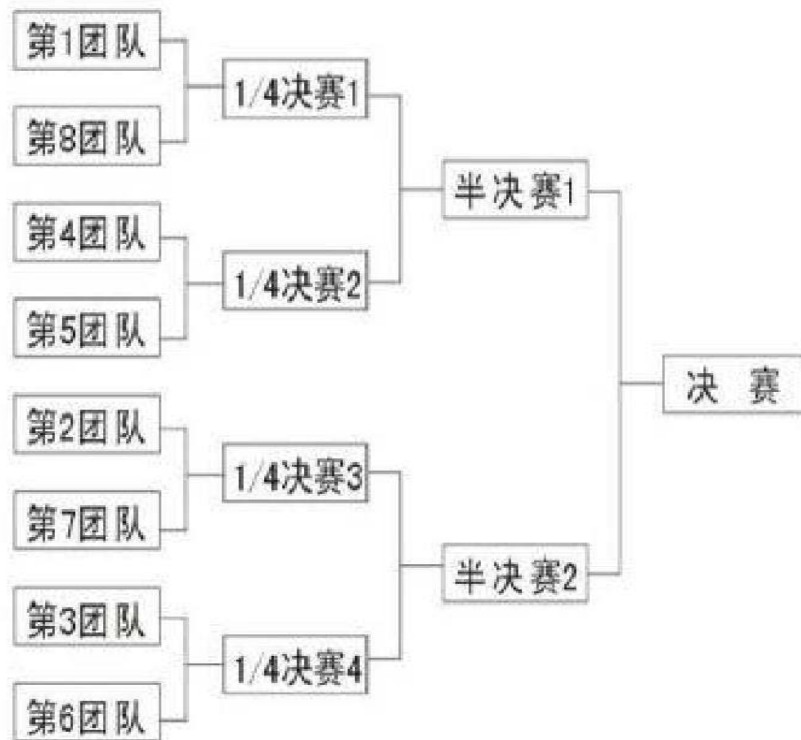 第1团队
第8团队
第4团队
第5团队
第2团队
第7团队
第3团队
第6团队
1/4决赛1
1/4决赛2
1/4决赛3
1/4决赛4
半决赛1
半决赛2
决赛